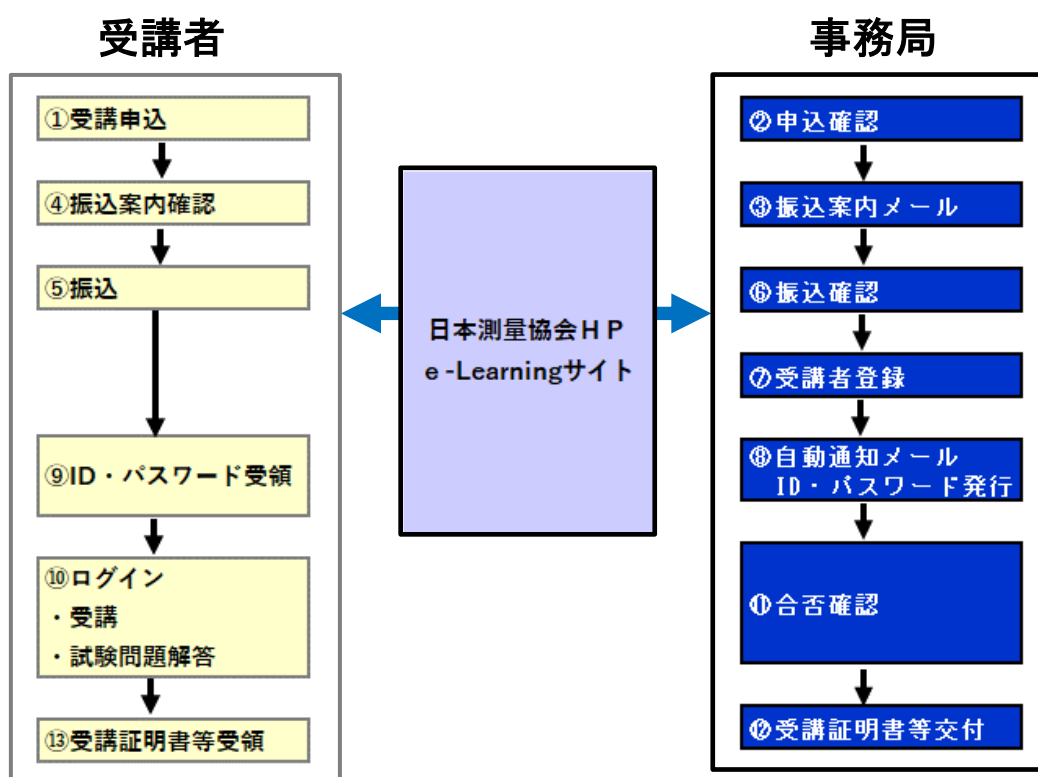 受講者
①受講申込
④振込案内確認
⑤振込
⑨ID・パスワード受領
⑩ログイン
・受講
・試験問題解答
⑬受講証明書等受領
日本測量協会HP
e-Learningサイト
事務局
②申込確認
③振込案内メール
⑥振込確認
⑦受講者登録
⑧自動通知メール
ID・パスワード発行
⑪合否確認
⑫受講証明書等交付